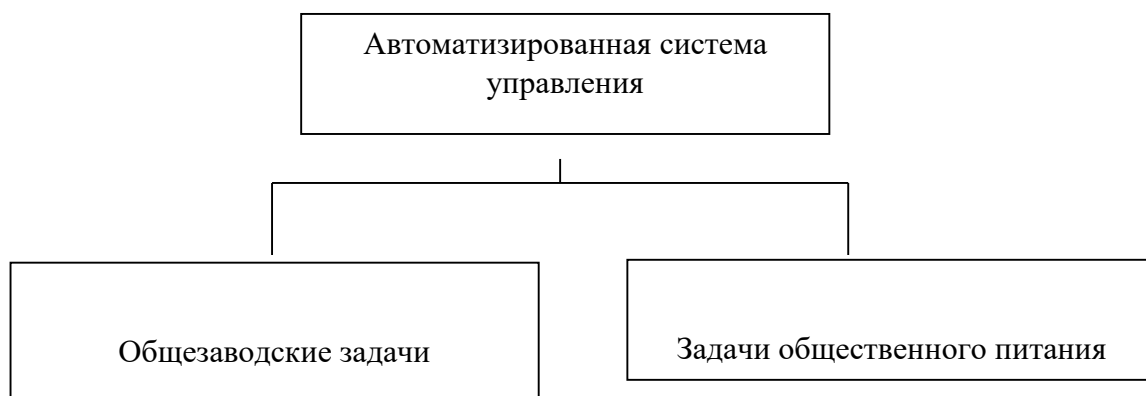 Автоматизированная система
управления
Общезаводские задачи
Задачи общественного питания